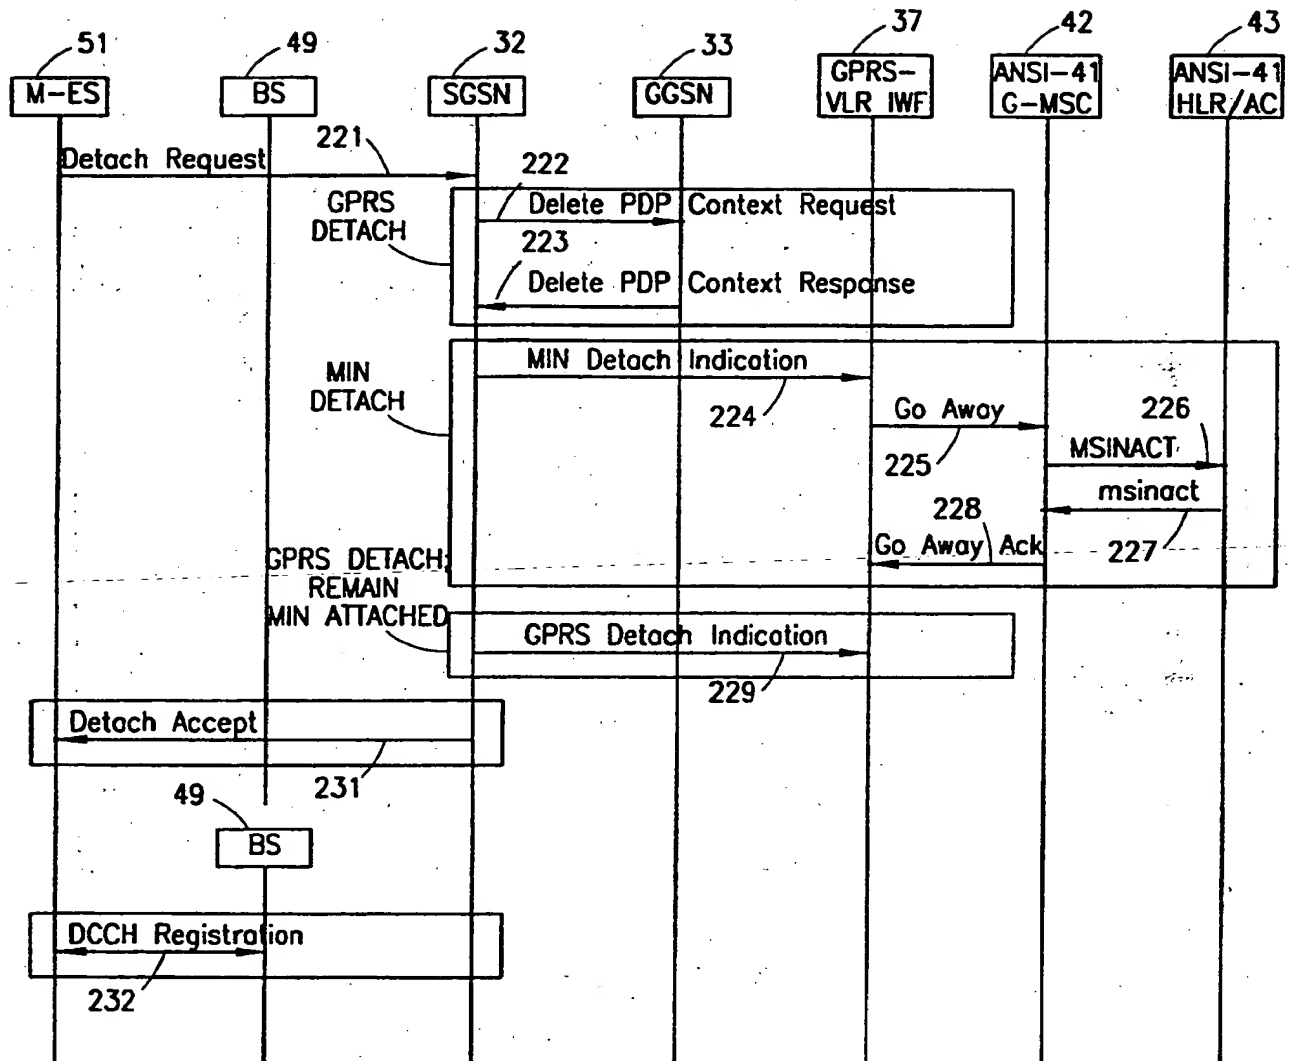 51
49
32
33
37
42
43
M-ES
BS
SGSN
GGSN
GPRS-
VLR IWF
ANSI-41
G-MSC
ANSI-41
HLR/AC
221
Detach Request
222
GPRS
DETACH
Delete PDP Context Request
223
Delete PDP Context Response
MIN
DETACH
MIN Detach Indication
224
Go Away
225
226
MSINACT
msinact
227
228
Go Away Ack
GPRS DETACH;
REMAIN
MIN ATTACHED
GPRS Detach Indication
229
Detach Accept
231
49
BS
DCCH Registration
232